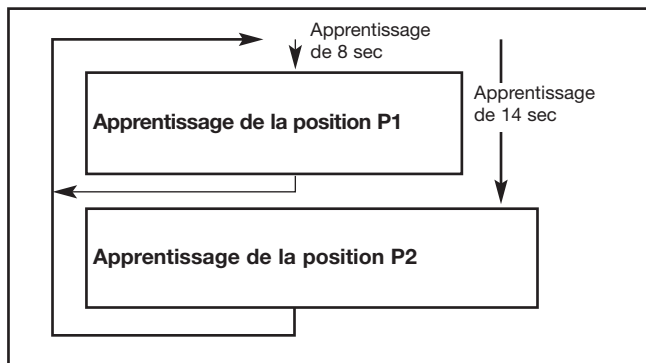 Apprentissage
de 8 sec
Apprentissage
de 14 sec
Apprentissage de la position P1
Apprentissage de la position P2